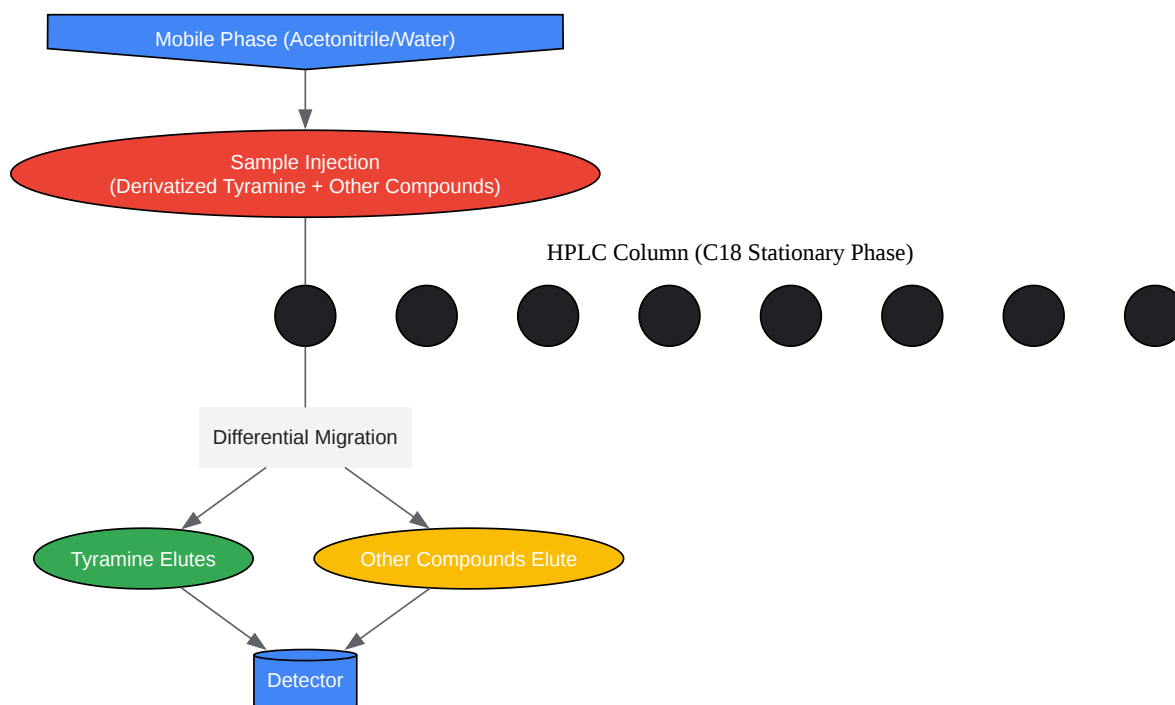 Mobile Phase (Acetonitrile/Water)
Sample Injection
(Derivatized Tyramine + Other Compounds)
HPLC Column (C18 Stationary Phase)
Differential Migration
Tyramine Elutes
Other Compounds Elute
Detector